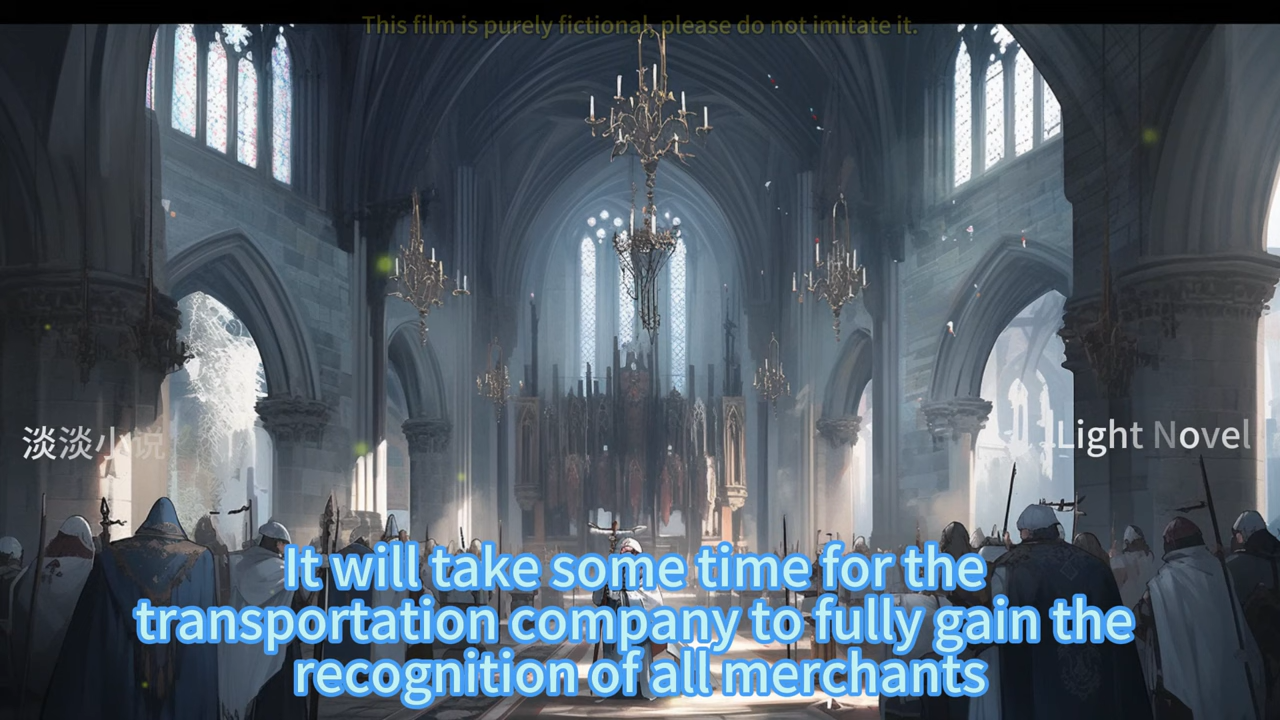 This film is purely fictional, please do not imitate it.
淡淡小说
Light Novel
It will take some time for the
transportation company to fully gain the
recognition of all merchants